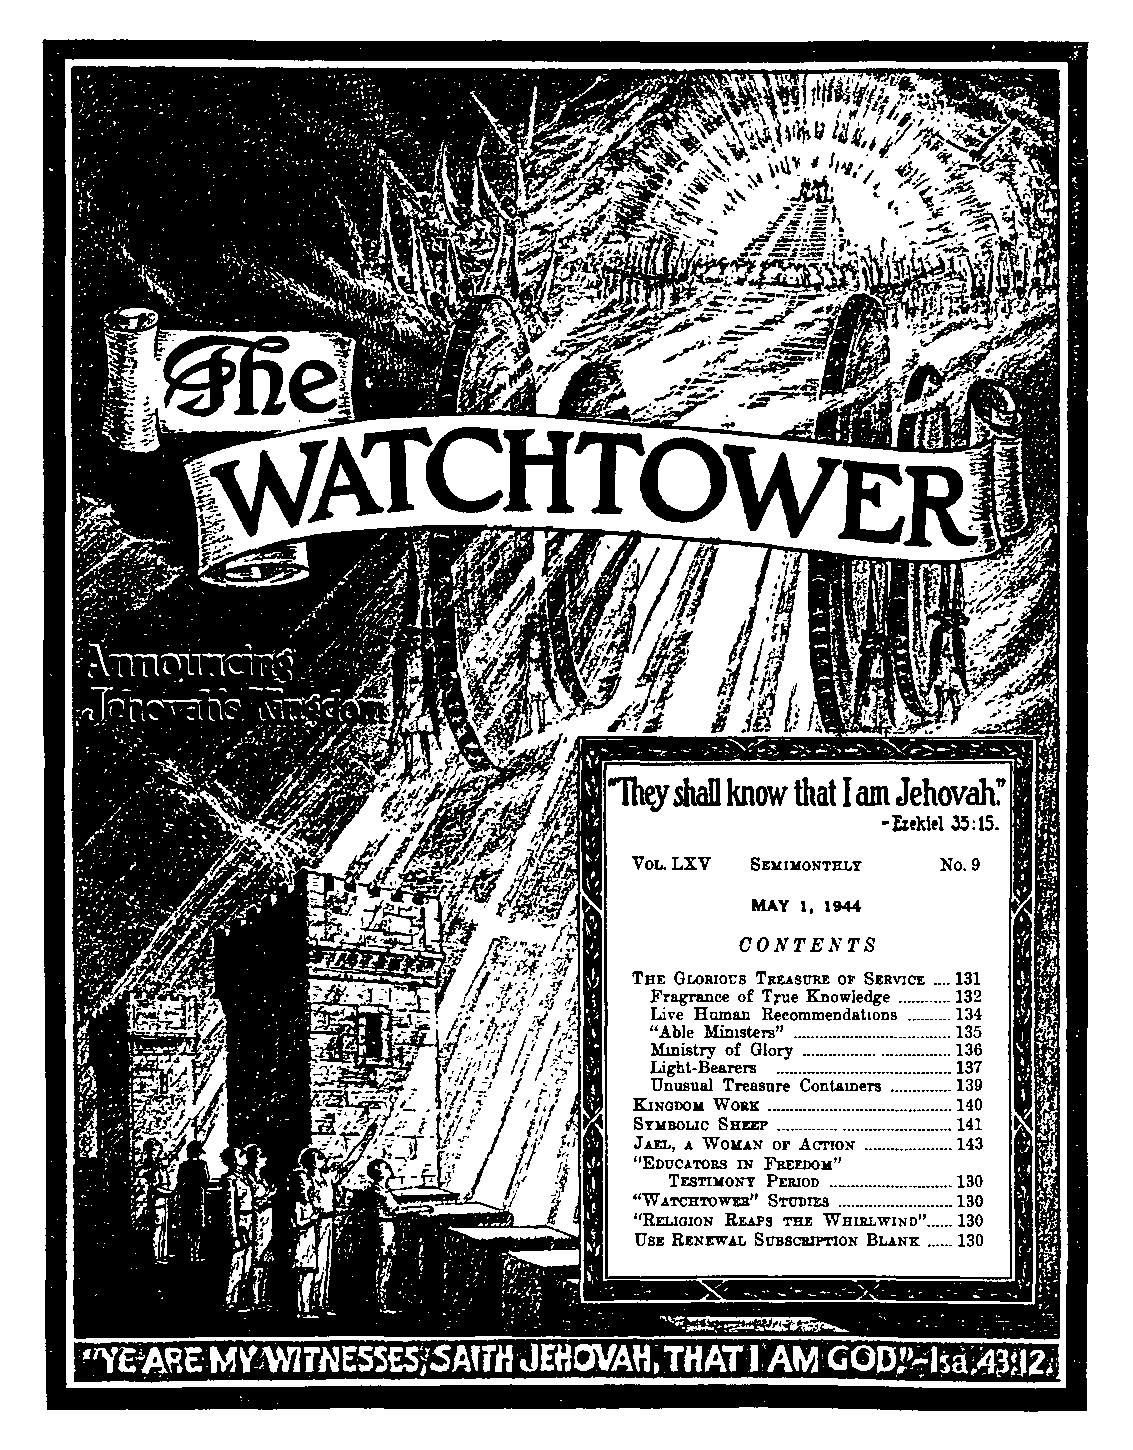 The
WATCHTOWER
Announcing
Jehovah's Kingdom
"They shall know that I am Jehovah."
-Ezekiel 35:15.
VOL. LXV SEMIMONTHLY No. 9
MAY 1, 1944
CONTENTS
THE GLORIOUS TREASURE OF SERVICE .... 131
Fragrance of True Knowledge ............ 132
Live Human Recommendations .......... 134
"Able Ministers" .................................... 135
Ministry of Glory .................................. 136
Light-Bearers ........................................ 137
Unusual Treasure Containers .............. 139
KINGDOM WORK .......................................... 140
SYMBOLIC SHEEP ........................................ 141
JAEL, A WOMAN OF ACTION .................... 143
"EDUCATORS IN FREEDOM"
TESTIMONY PERIOD ............................ 130
"WATCHTOWER" STUDIES .......................... 130
"RELIGION REAPS THE WHIRLWIND"...... 130
USE RENEWAL SUBSCRIPTION BLANK ...... 130
"YE ARE MY WITNESSES, SAITH JEHOVAH, THAT I AM GOD."-Isa. 43:12.